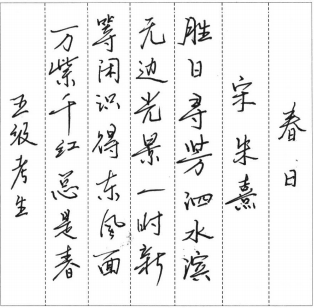 春日
宋 朱熹
胜日寻芳泗水滨
无边光景一时新
等闲识得东风面
万紫千红总是春
五级考生